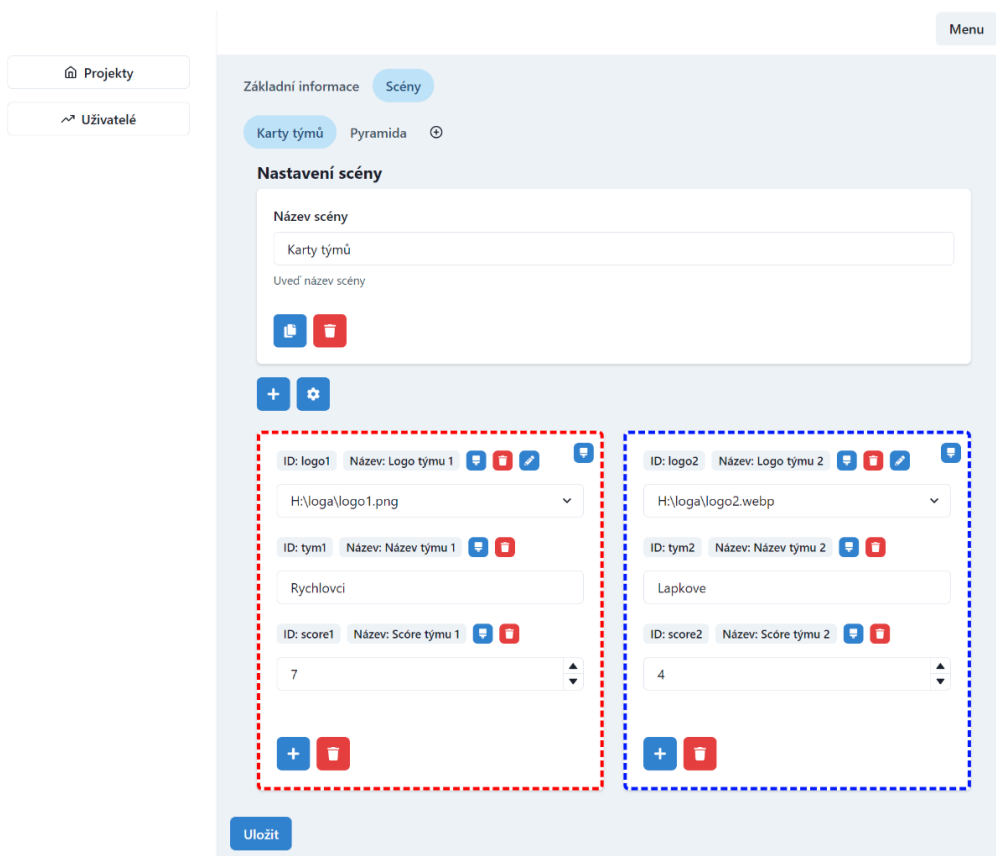 Menu
Projekty
Uživatelé
Základní informace Scény
Karty týmů Pyramida
Nastavení scény
Název scény
Karty týmů
Uveď název scény
ID: logo1 Název: Logo týmu 1
H:\loga\logo1.png
ID: tym1 Název: Název týmu 1
Rychlovci
ID: score1 Název: Scóre týmu 1
7
ID: logo2 Název: Logo týmu 2
H:\loga\logo2.webp
ID: tym2 Název: Název týmu 2
Lapkove
ID: score2 Název: Scóre týmu 2
4
Uložit